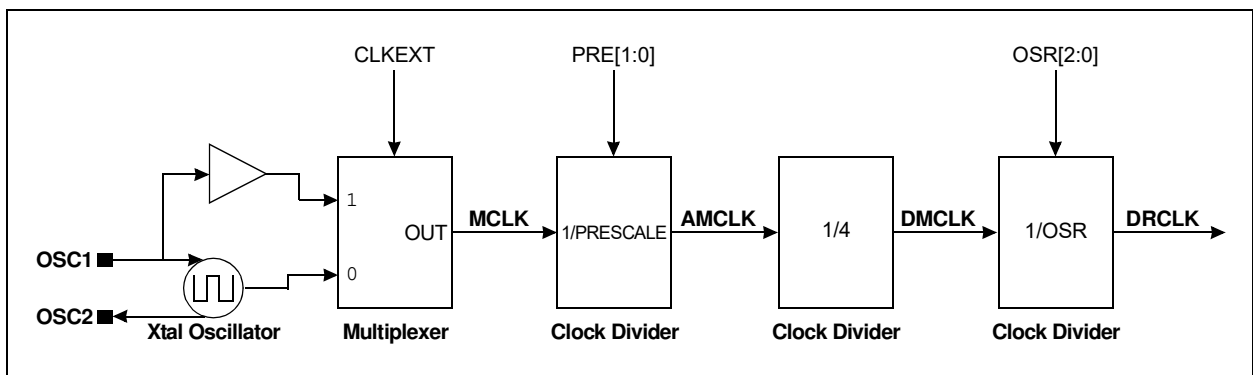 CLKEXT
PRE[1:0]
OSR[2:0]
1
OUT
0
MCLK
1/PRESCALE
AMCLK
1/4
DMCLK
1/OSR
DRCLK
OSC1
OSC2
Xtal Oscillator
Multiplexer
Clock Divider
Clock Divider
Clock Divider